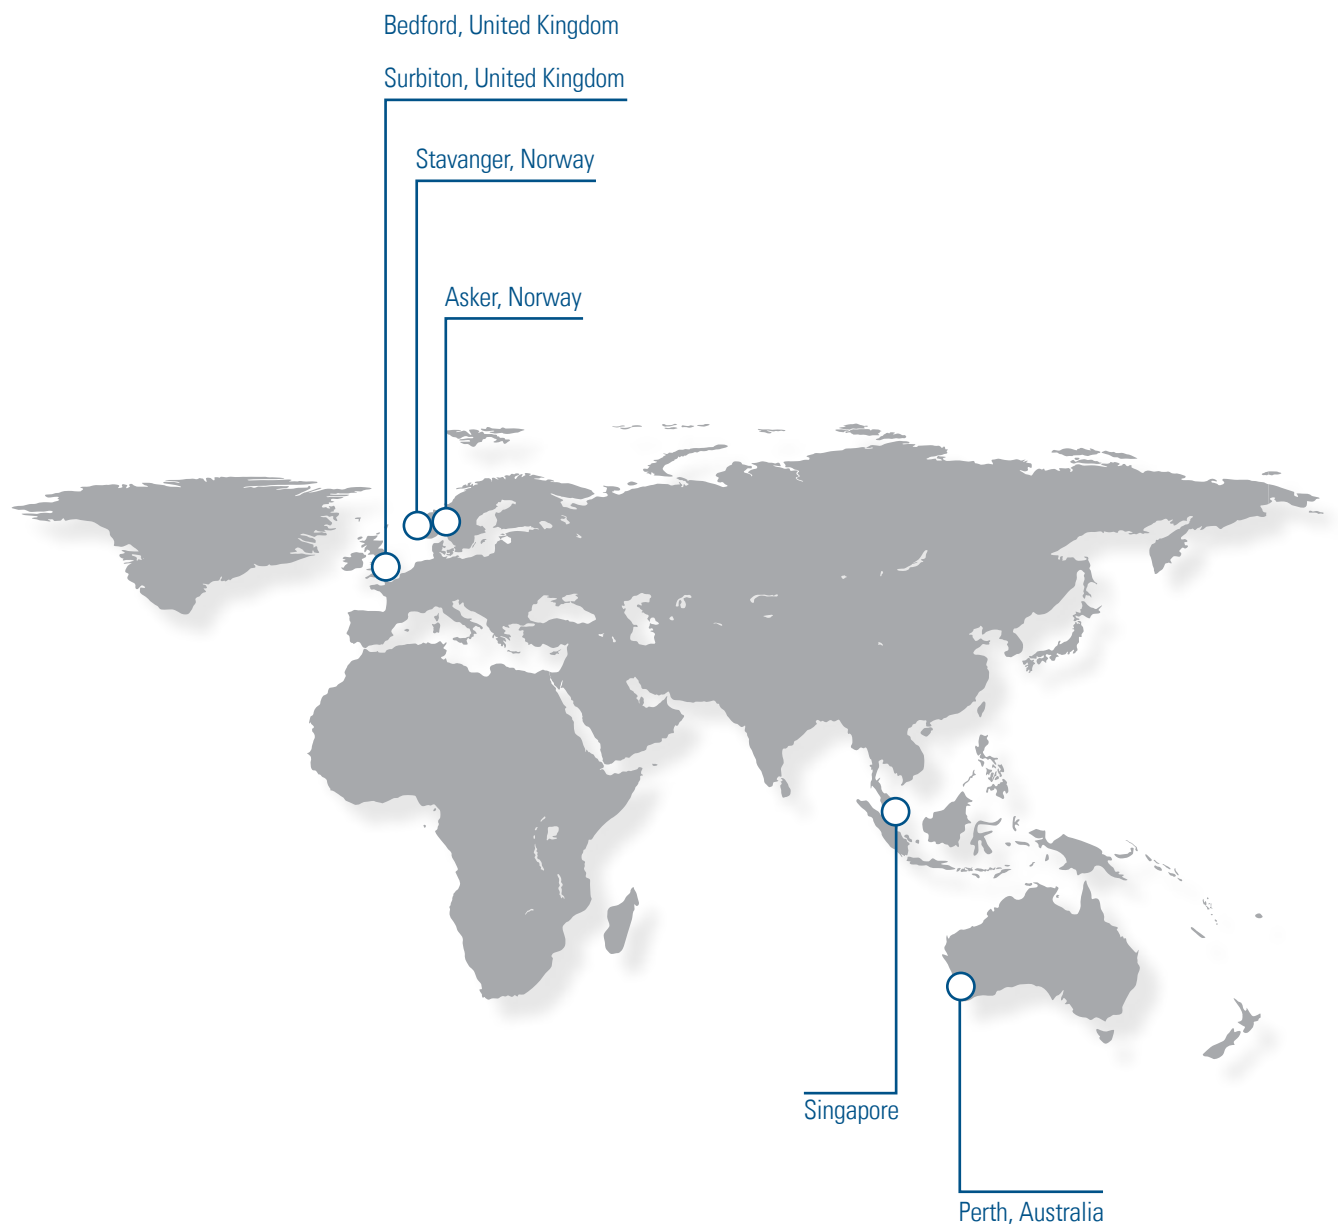 Bedford, United Kingdom
Surbiton, United Kingdom
Stavanger, Norway
Asker, Norway
Singapore
Perth, Australia